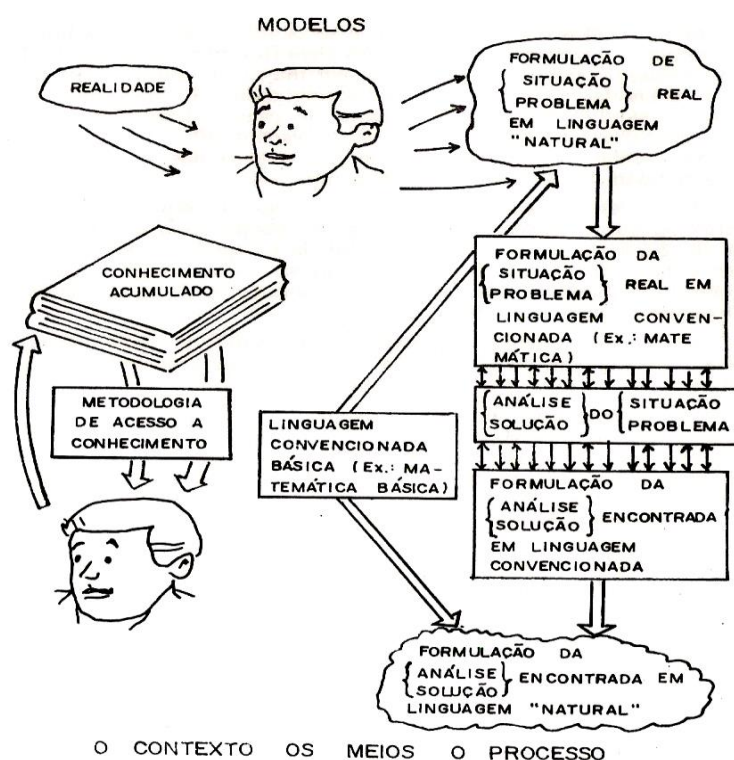 MODELOS
REALIDADE
FORMULAÇÃO DE
SITUAÇÃO
PROBLEMA
REAL
EM LINGUAGEM
"NATURAL"
CONHECIMENTO
ACUMULADO
METODOLOGIA
DE ACESSO A
CONHECIMENTO
LINGUAGEM
CONVENCIONADA
BÁSICA (Ex.: MA-
TEMÁTICA BÁSICA)
FORMULAÇÃO DA
SITUAÇÃO
PROBLEMA
REAL EM
LINGUAGEM CONVEN-
CIONADA (Ex.: MATE
MÁTICA)
ANÁLISE
SOLUÇÃO
DO
SITUAÇÃO
PROBLEMA
FORMULAÇÃO DA
ANÁLISE
SOLUÇÃO
ENCONTRADA
EM LINGUAGEM
CONVENCIONADA
FORMULAÇÃO DA
ANÁLISE
SOLUÇÃO
ENCONTRADA EM
LINGUAGEM "NATURAL"
O CONTEXTO OS MEIOS O PROCESSO